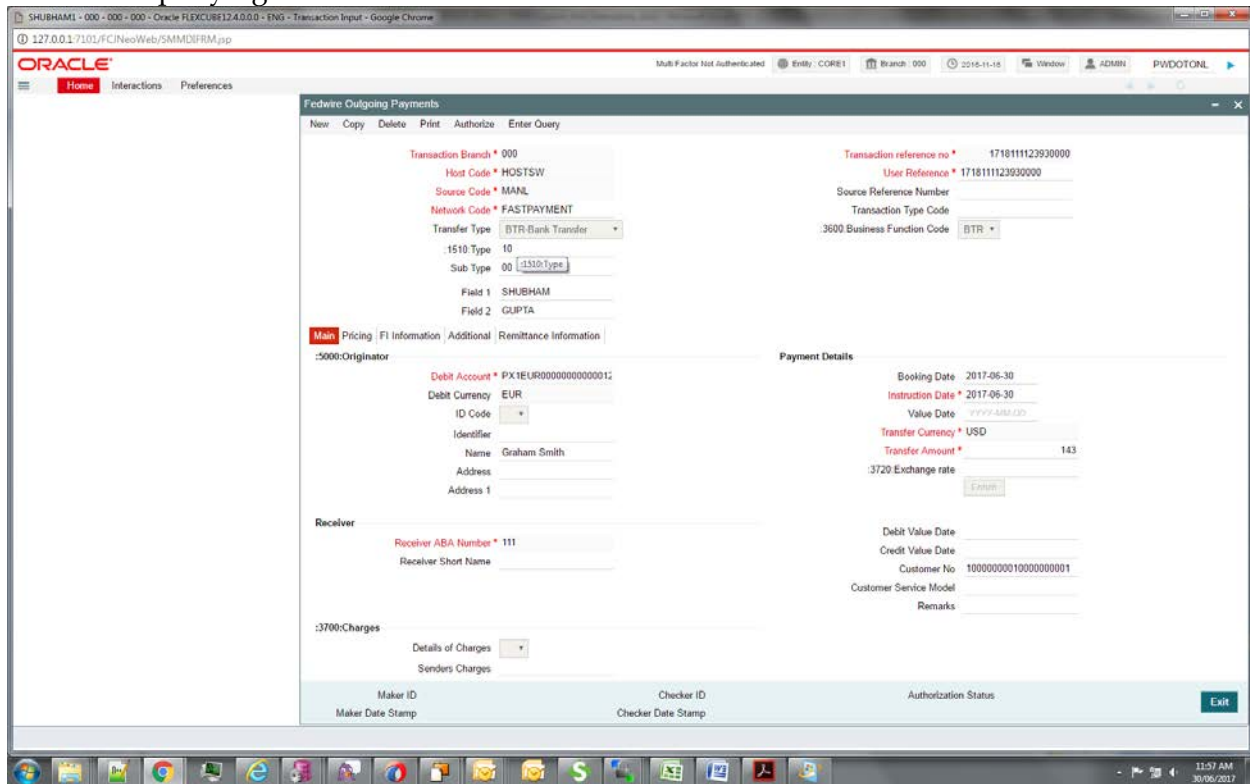 SHUBHAM1 - 000 - 000 - 000 - Oracle FLEXCUBE12.4.0.0.0 - ENG - Transaction Input - Google Chrome
127.0.0.1:7101/FCJNeoWeb/SMMDIFRM.jsp
ORACLE Multi Factor Not Authenticated Entity : CORE1 Branch : 000 2016-11-16 Window ADMIN PWDOTONL
Home Interactions Preferences
Fedwire Outgoing Payments
New Copy Delete Print Authorize Enter Query
Transaction Branch * 000 Transaction reference no * 1718111123930000
Host Code * HOSTSW User Reference * 1718111123930000
Source Code * MANL Source Reference Number
Network Code * FASTPAYMENT Transaction Type Code
Transfer Type BTR-Bank Transfer :3600:Business Function Code BTR
:1510:Type 10
Sub Type 00 :1510:Type
Field 1 SHUBHAM
Field 2 GUPTA
Main Pricing FI Information Additional Remittance Information
:5000:Originator Payment Details
Debit Account * PX1EUR0000000000012 Booking Date 2017-06-30
Debit Currency EUR Instruction Date * 2017-06-30
ID Code Value Date YYYY-MM-DD
Identifier Transfer Currency * USD
Name Graham Smith Transfer Amount * 143
Address :3720:Exchange rate
Address 1
Receiver Debit Value Date
Receiver ABA Number * 111 Credit Value Date
Receiver Short Name Customer No
Customer Service Model
Remarks
:3700:Charges
Details of Charges
Senders Charges
Maker ID Checker ID Authorization Status
Maker Date Stamp Checker Date Stamp Exit
11:57 AM
30/06/2017